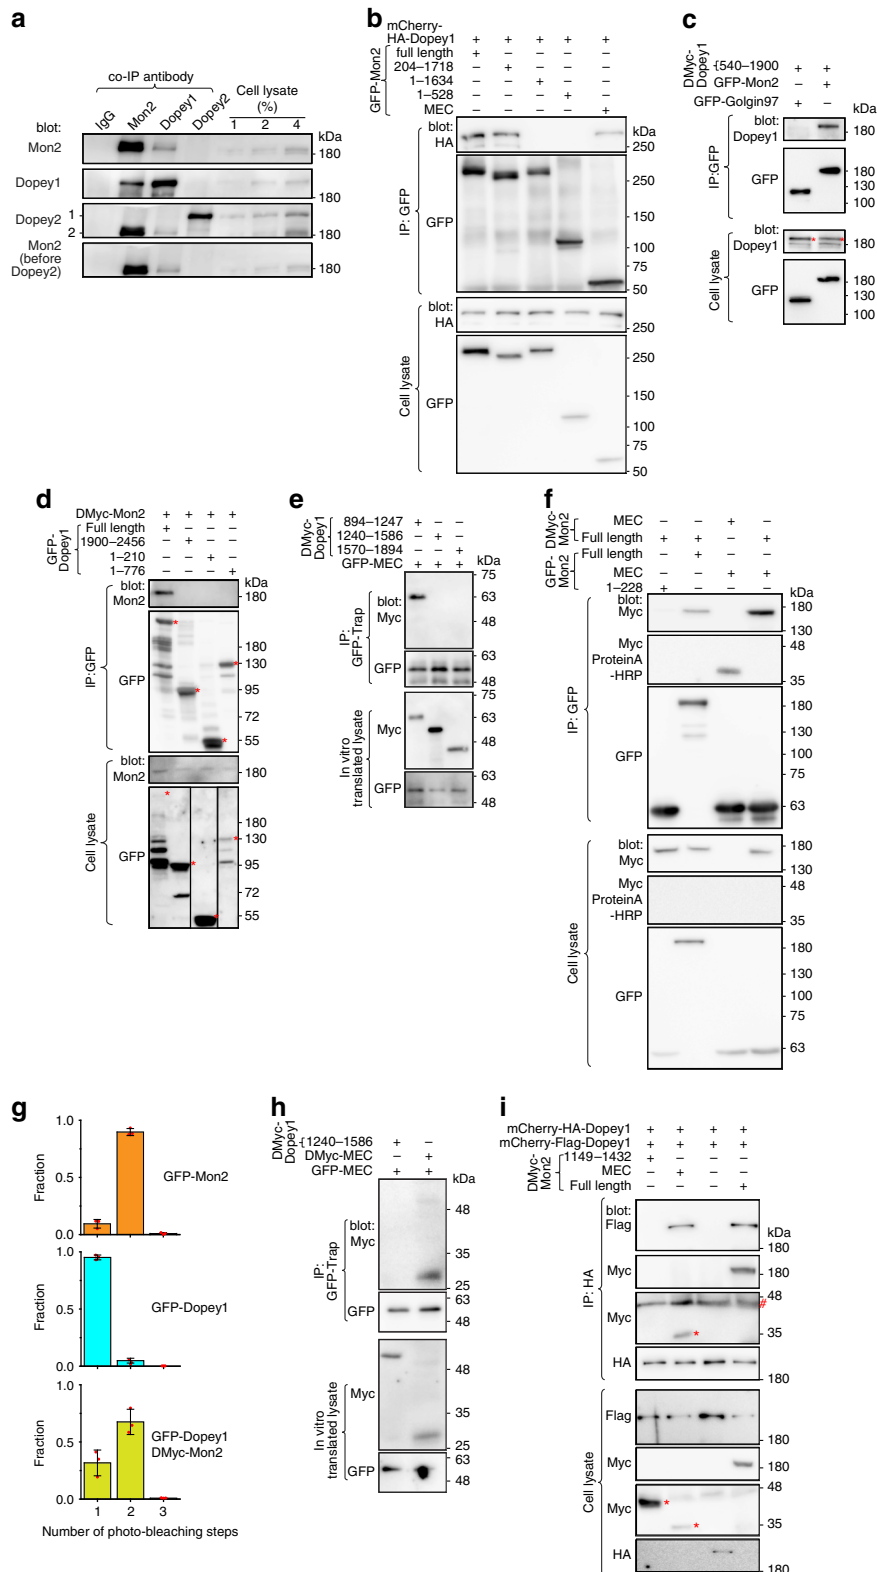 a
co-IP antibody
IgG Mon2 Dopey1 Dopey2
Cell lysate
(%)
blot: 1 2 4 kDa
Mon2 180
Dopey1 180
Dopey2 1 2 180
Mon2
(before
Dopey2) 180
b
mCherry-
HA-Dopey1 + + + + +
GFP-Mon2
full length + – – – –
204–1718 – + – – –
1–1634 – – + – –
1–528 – – – + –
MEC – – – – +
IP: GFP
blot:
HA
kDa
250
GFP
250
150
100
75
50
Cell lysate
blot:
HA
250
GFP
250
150
100
75
50
c
DMyc-
Dopey1 {540–1900 + +
GFP-Mon2 – +
GFP-Golgin97 + –
kDa
IP:GFP
blot:
Dopey1 180
GFP
180
130
100
Cell lysate
blot:
Dopey1 * * 180
GFP
180
130
100
d
DMyc-Mon2 + + + +
GFP-
Dopey1
Full length + – – –
1900–2456 – + – –
1–210 – – + –
1–776 – – – +
kDa
IP:GFP
blot:
Mon2 180
GFP
* * * *
180
130
95
72
55
Cell lysate
blot:
Mon2 180
GFP
* * * *
180
130
95
72
55
e
DMyc-
Dopey1
894–1247 + – –
1240–1586 – + –
1570–1894 – – +
GFP-MEC + + +
kDa
IP:
GFP-Trap
blot:
Myc
75
63
48
GFP
63
48
In vitro
translated lysate
Myc
75
63
48
GFP
63
48
f
DMyc-
Mon2
MEC – – + –
Full length + + – +
GFP-
Mon2
Full length – + – –
MEC – – + +
1–228 + – – –
kDa
IP: GFP
blot:
Myc
180
130
Myc
ProteinA
-HRP
48
35
GFP
180
130
100
75
63
Cell lysate
blot:
Myc
180
130
Myc
ProteinA
-HRP
48
35
GFP
180
130
100
75
63
g
Fraction
1.0
0.5
0.0
GFP-Mon2
Fraction
1.0
0.5
0.0
GFP-Dopey1
Fraction
1.0
0.5
0.0
GFP-Dopey1
DMyc-Mon2
1 2 3
Number of photo-bleaching steps
h
DMyc-
Dopey1 {1240–1586 + –
DMyc-MEC – +
GFP-MEC + +
kDa
IP:
GFP-Trap
blot:
Myc
48
35
25
GFP
63
48
In vitro
translated lysate
Myc
48
35
25
GFP
63
48
i
mCherry-HA-Dopey1 + + + +
mCherry-Flag-Dopey1 + + + +
DMyc-
Mon2
1149–1432 + – – –
MEC – + – –
Full length – – – +
IP: HA
blot:
Flag
kDa
180
Myc 180
Myc
48
#
35
*
HA
180
Cell lysate
Flag
180
Myc 180
Myc
48
*
35
*
HA
180